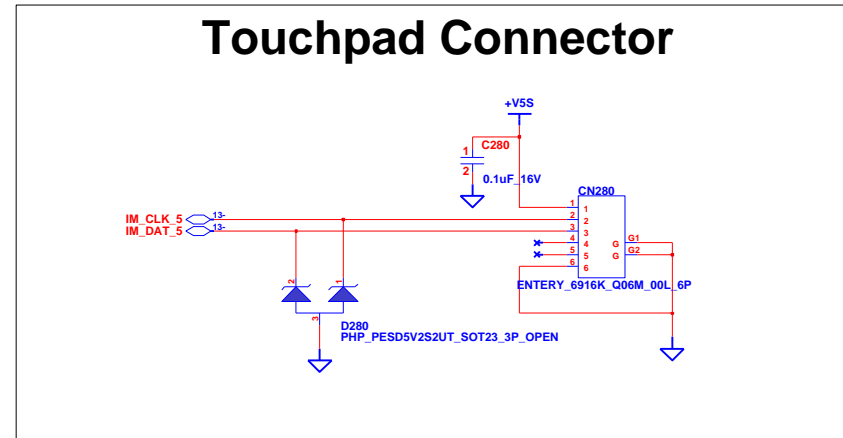 Touchpad Connector
+V5S
1 C280
2
0.1uF_16V
CN280
1 1
IM_CLK_5 13- 2 2
IM_DAT_5 13- 3 3
4 4 G G1
5 5 G G2
6 6
ENTERY_6916K_Q06M_00L_6P
2 1
3
D280
PHP_PESD5V2S2UT_SOT23_3P_OPEN